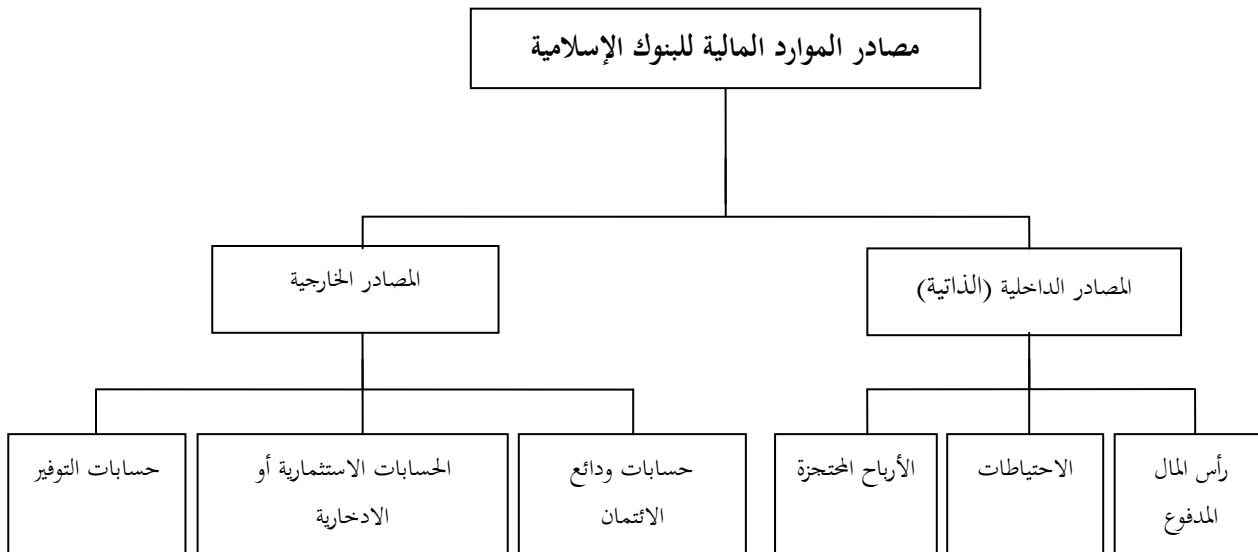 مصادر الموارد المالية للبنوك الإسلامية
المصادر الداخلية (الذاتية)
المصادر الخارجية
رأس المال
المدفوع
الاحتياطات
الأرباح المحتجزة
حسابات ودائع
الائتمان
الحسابات الاستثمارية أو
الادخارية
حسابات التوفير